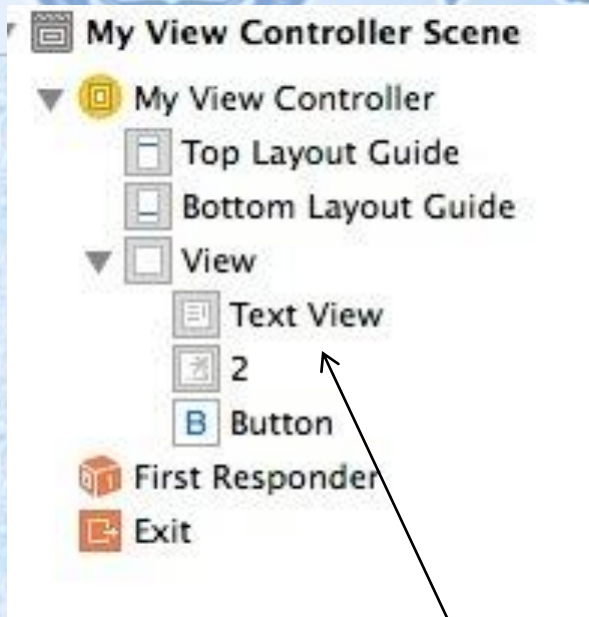 My View Controller Scene
My View Controller
Top Layout Guide
Bottom Layout Guide
View
Text View
2
B Button
First Responder
Exit